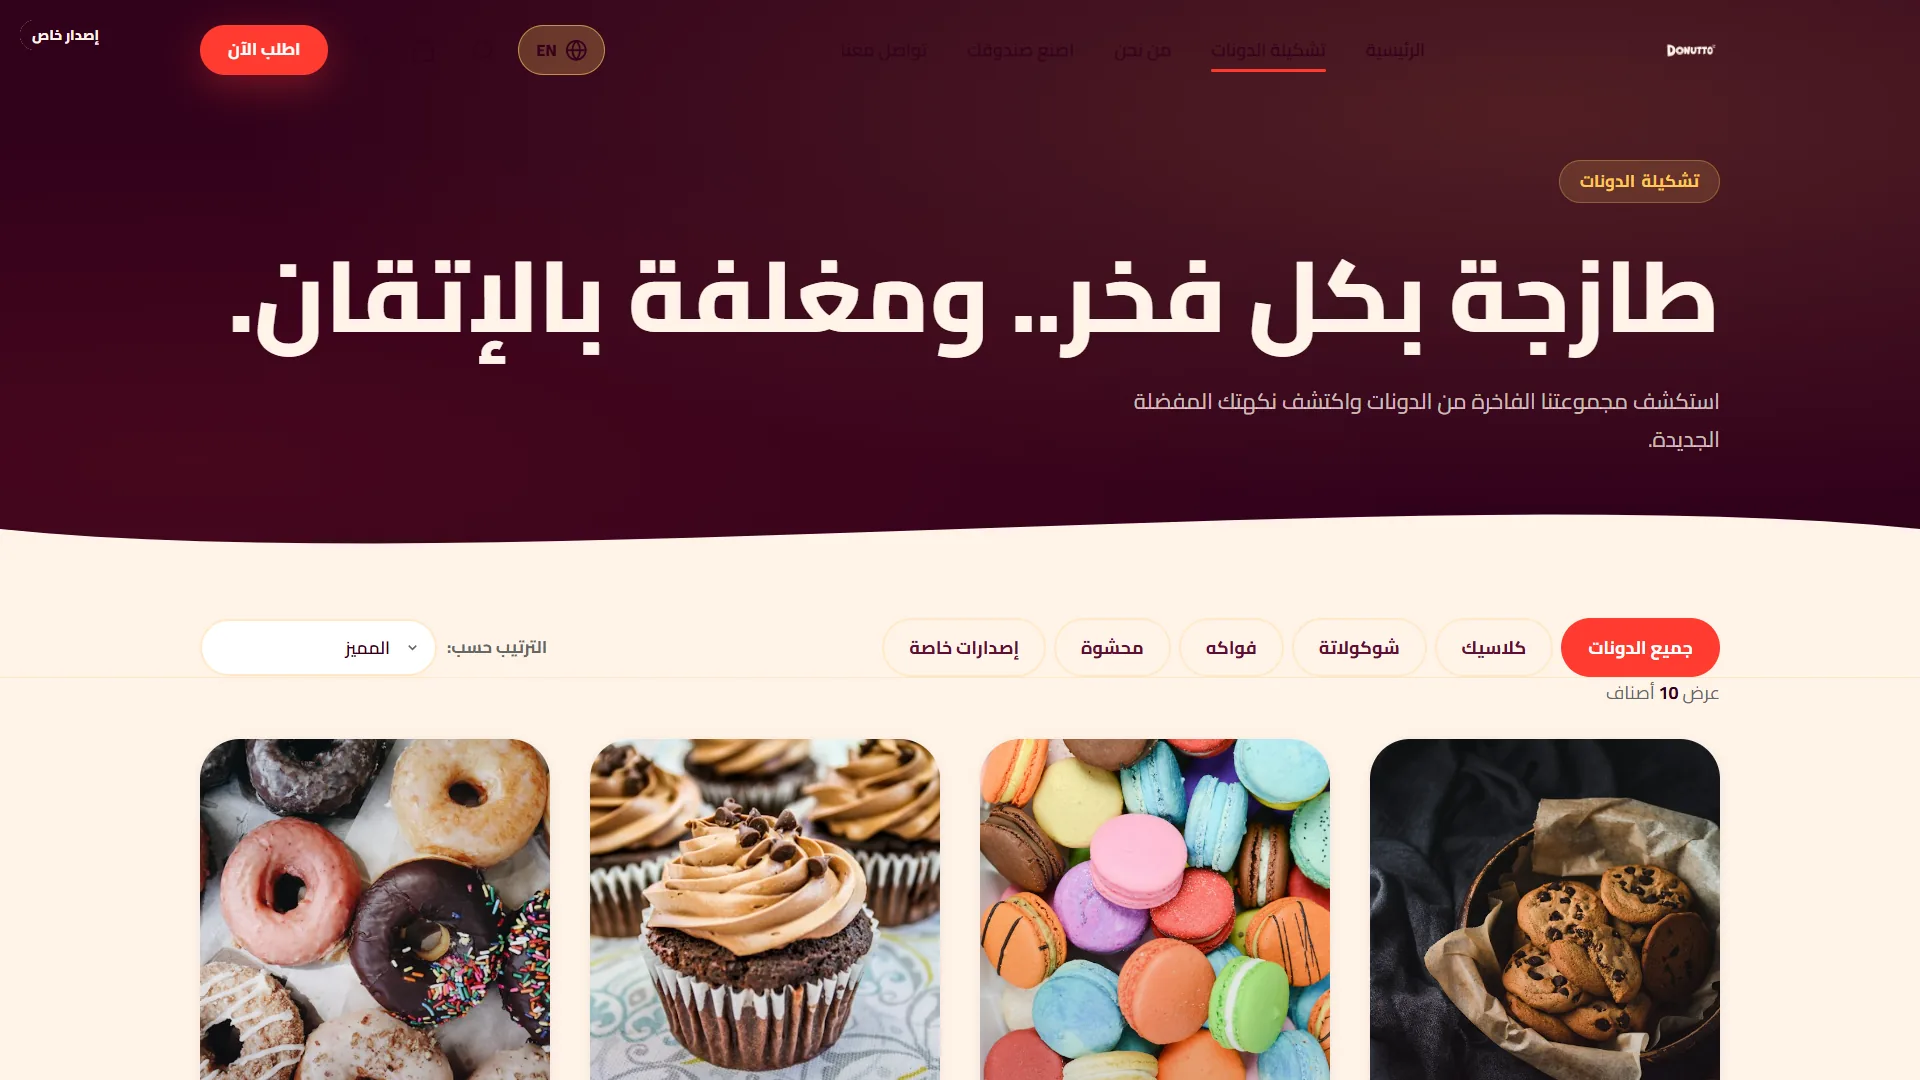 DONUTTO
الرئيسية
تشكيلة الدونات
من نحن
اصنع صندوقك
تواصل معنا
EN
اطلب الآن
إصدار خاص
تشكيلة الدونات
طازجة بكل فخر.. ومغلفة بالإتقان.
استكشف مجموعتنا الفاخرة من الدونات واكتشف نكهتك المفضلة
الجديدة.
جميع الدونات
كلاسيك
شوكولاتة
فواكه
محشوة
إصدارات خاصة
الترتيب حسب:
المميز
عرض 10 أصناف